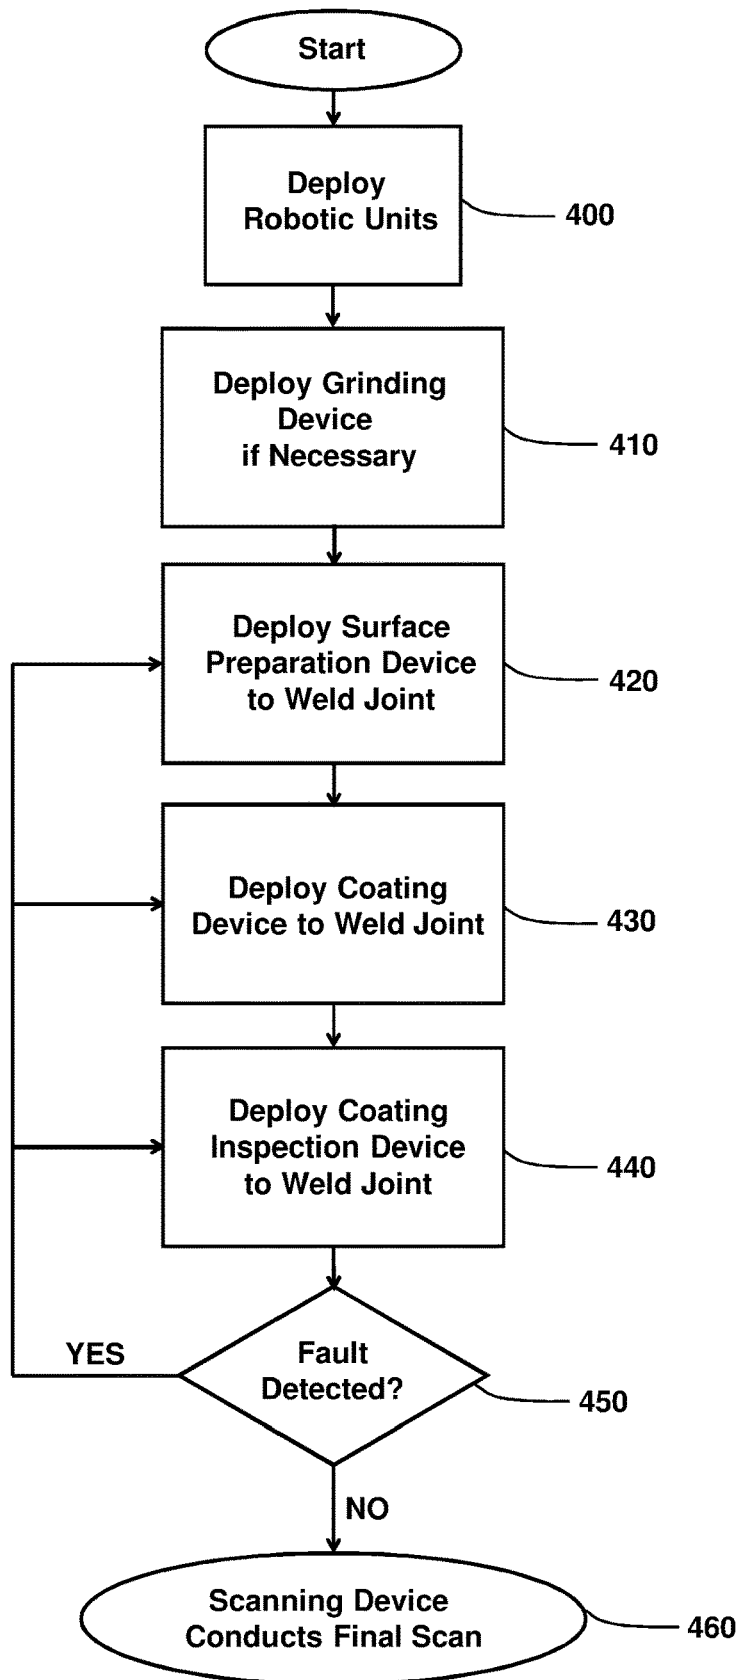 Start
Deploy
Robotic Units
400
Deploy Grinding
Device
if Necessary
410
Deploy Surface
Preparation Device
to Weld Joint
420
Deploy Coating
Device to Weld Joint
430
Deploy Coating
Inspection Device
to Weld Joint
440
YES
Fault
Detected?
450
NO
Scanning Device
Conducts Final Scan
460